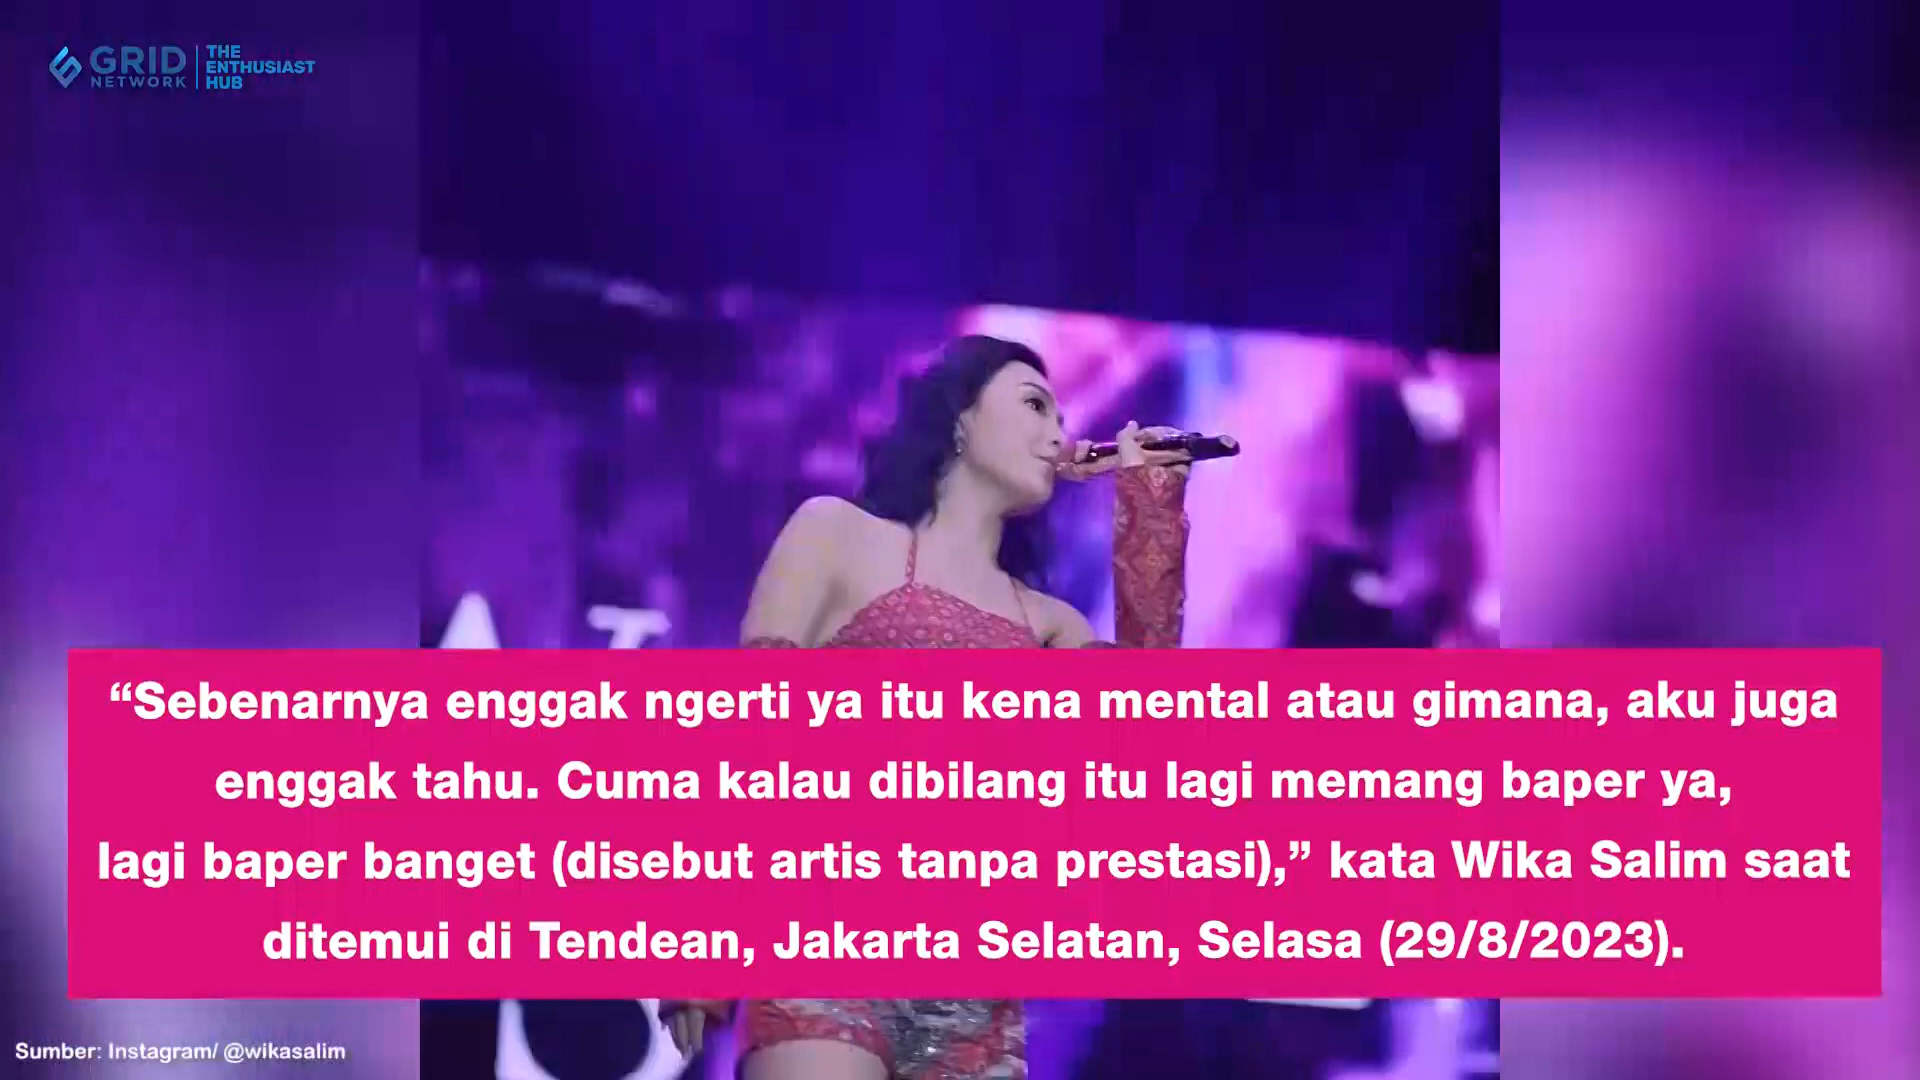 GRID
NETWORK
THE
ENTHUSIAST
HUB
“Sebenarnya enggak ngerti ya itu kena mental atau gimana, aku juga
enggak tahu. Cuma kalau dibilang itu lagi memang baper ya,
lagi baper banget (disebut artis tanpa prestasi),” kata Wika Salim saat
ditemui di Tendean, Jakarta Selatan, Selasa (29/8/2023).
Sumber: Instagram/ @wikasalim